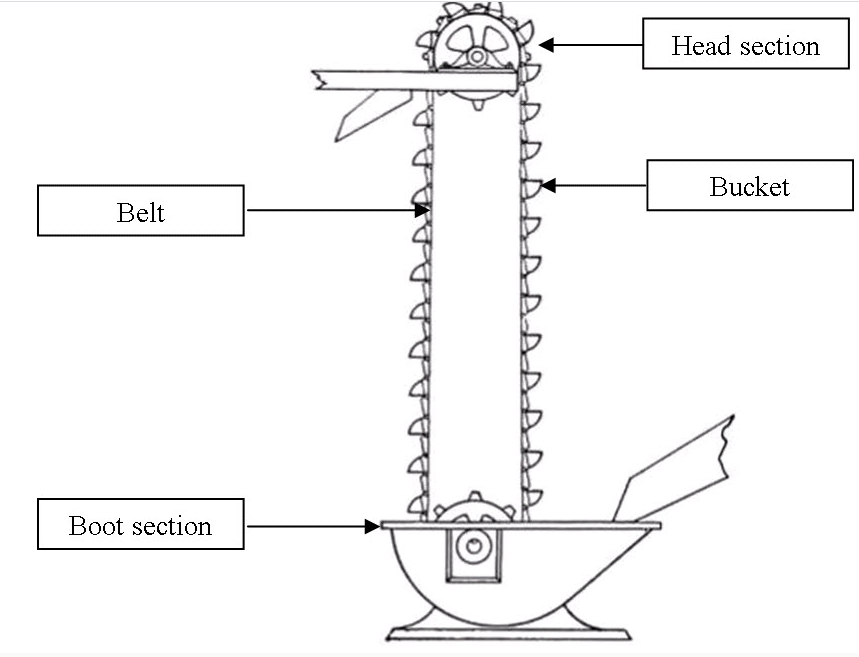 Head section
Bucket
Belt
Boot section